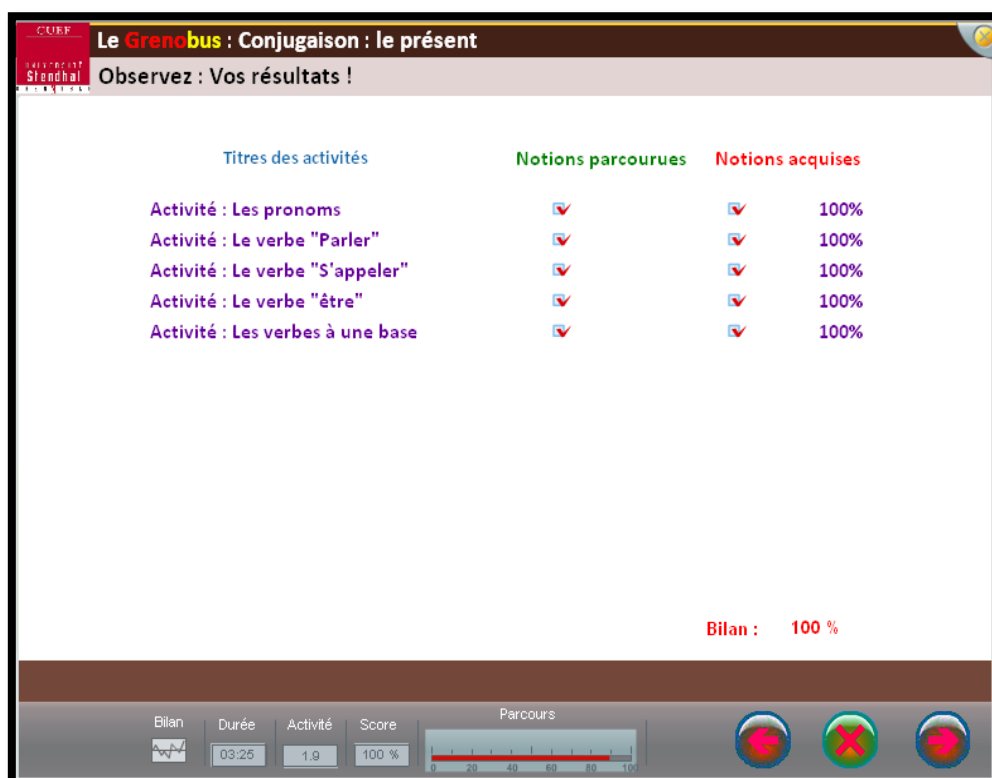 CUEF
UNIVERSITÉ
Stendhal
GRENOBLE
Le Grenobus : Conjugaison : le présent
Observez : Vos résultats !
Titres des activités Notions parcourues Notions acquises
Activité : Les pronoms 100%
Activité : Le verbe "Parler" 100%
Activité : Le verbe "S'appeler" 100%
Activité : Le verbe "être" 100%
Activité : Les verbes à une base 100%
Bilan : 100 %
Bilan Durée Activité Score Parcours
03:25 1.9 100 %
0 20 40 60 80 100